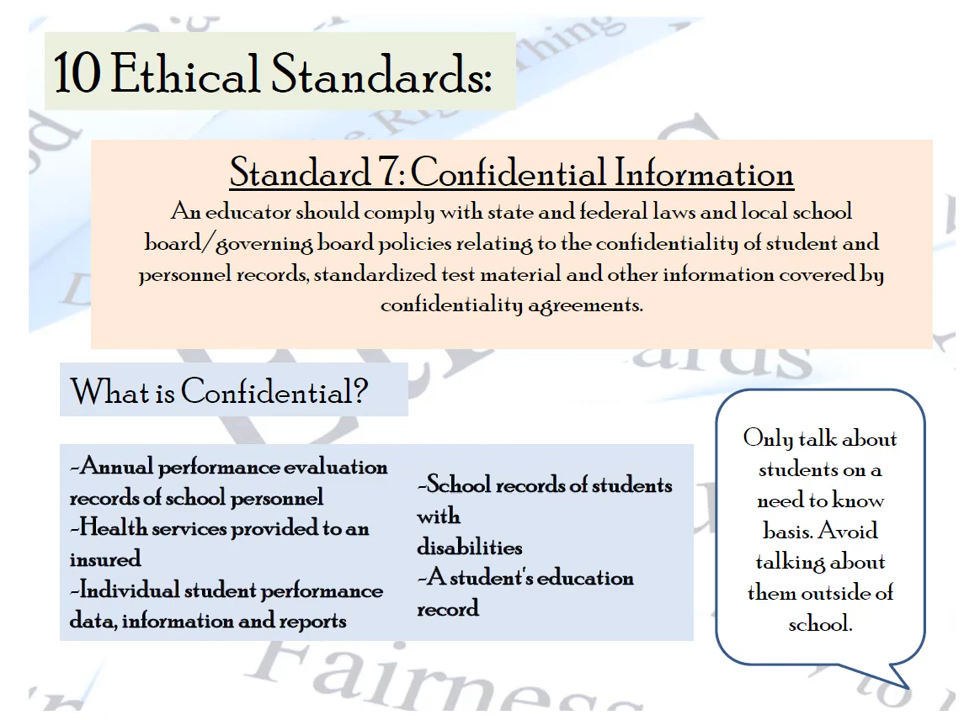 10 Ethical Standards:
Standard 7: Confidential Information
An educator should comply with state and federal laws and local school
board/governing board policies relating to the confidentiality of student and
personnel records, standardized test material and other information covered by
confidentiality agreements.
What is Confidential?
-Annual performance evaluation
records of school personnel
-Health services provided to an
insured
-Individual student performance
data, information and reports
-School records of students
with
disabilities
-A student's education
record
Only talk about
students on a
need to know
basis. Avoid
talking about
them outside of
school.
Thing
Fairness